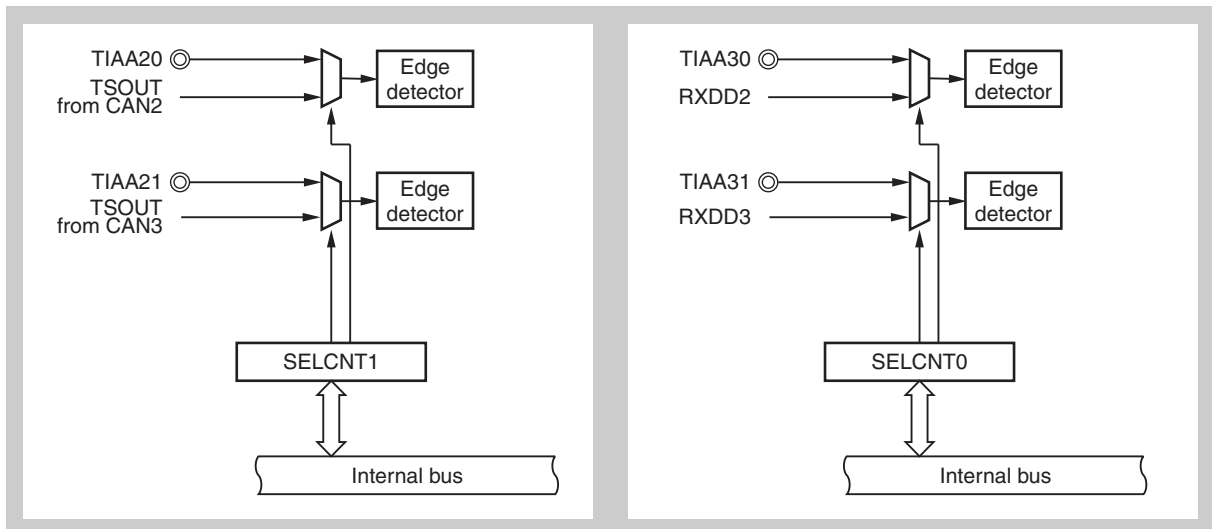 TIAA20
TSOUT
from CAN2
Edge
detector
TIAA21
TSOUT
from CAN3
Edge
detector
SELCNT1
Internal bus
TIAA30
RXDD2
Edge
detector
TIAA31
RXDD3
Edge
detector
SELCNT0
Internal bus